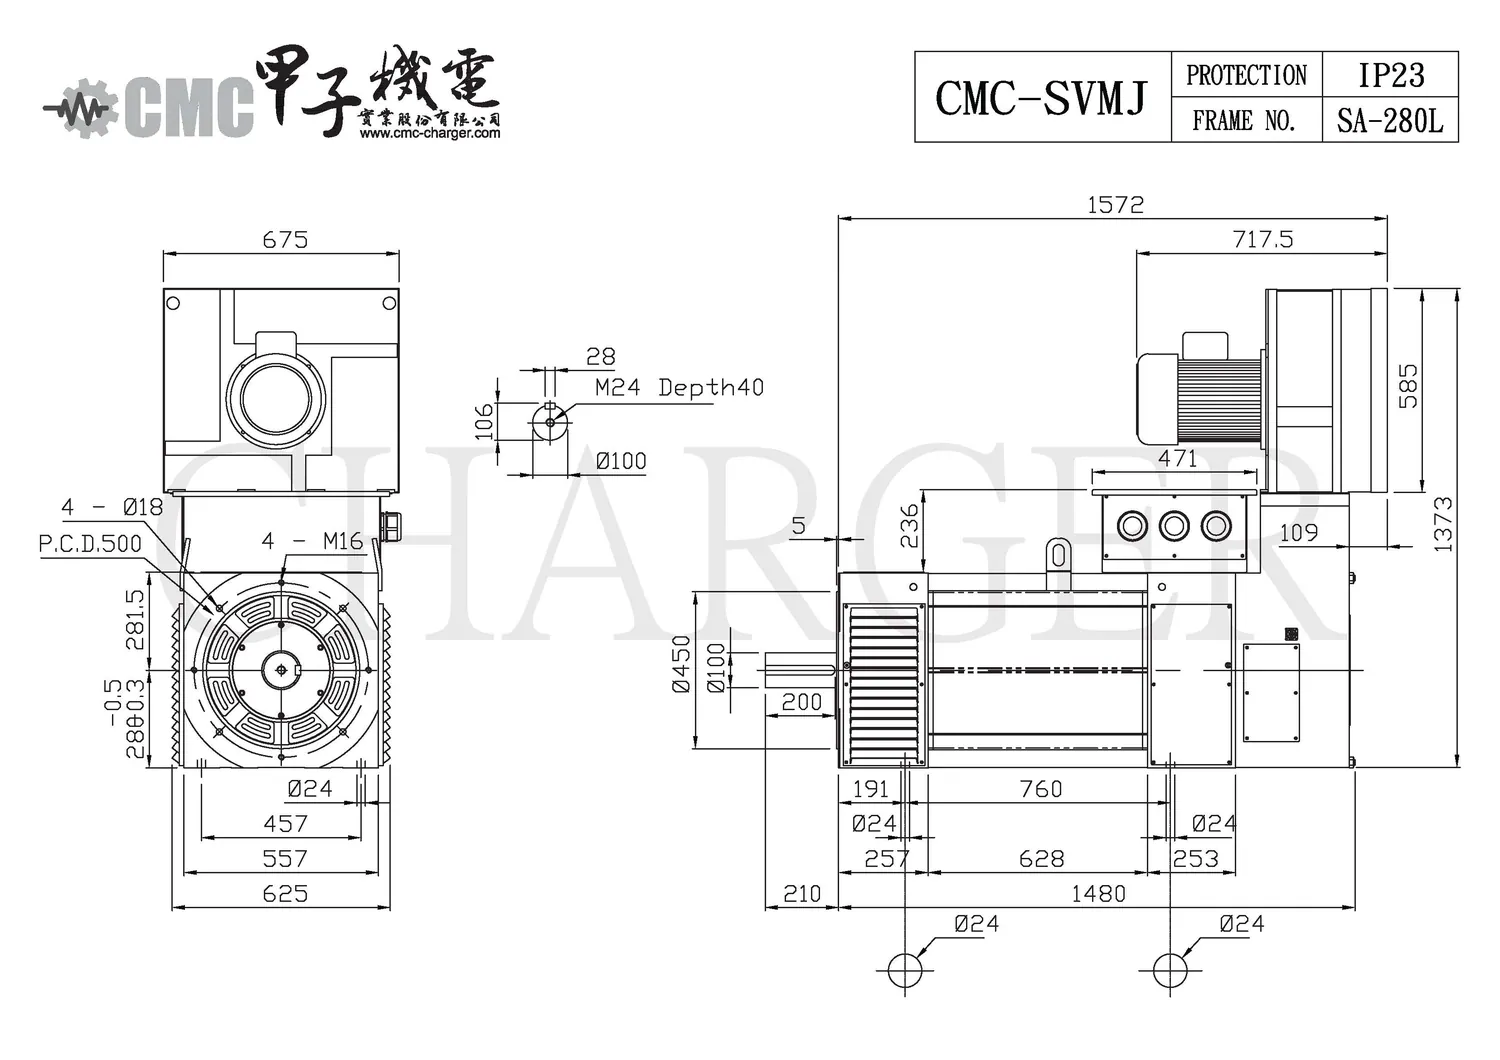 CMC 甲子機電
實業股份有限公司
www.cmc-charger.com
CMC-SVMJ
PROTECTION IP23
FRAME NO. SA-280L
1572
675
717.5
28
M24 Depth40
106
Ø100
585
1373
471
4 - Ø18
P.C.D.500
4 - M16
5
236
109
CHARGER
281.5
-0.5
280-0.3
Ø450
Ø100
200
Ø24
457
557
625
191
760
Ø24
Ø24
257
628
253
210
1480
Ø24
Ø24